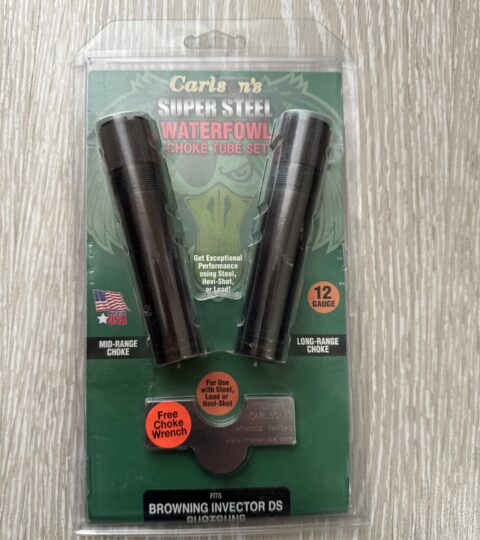 Carlson's
SUPER STEEL
WATERFOWL
CHOKE TUBE SET
Get Exceptional
Performance
using Steel,
Hevi-Shot,
or Lead!
12
GAUGE
USA
MID-RANGE
CHOKE
LONG-RANGE
CHOKE
For Use
with Steel,
Lead or
Hevi-Shot
Free
Choke
Wrench
CARLSON'S
ATWOOD, KANSAS
FITS
BROWNING INVECTOR DS
SHOTGUNS